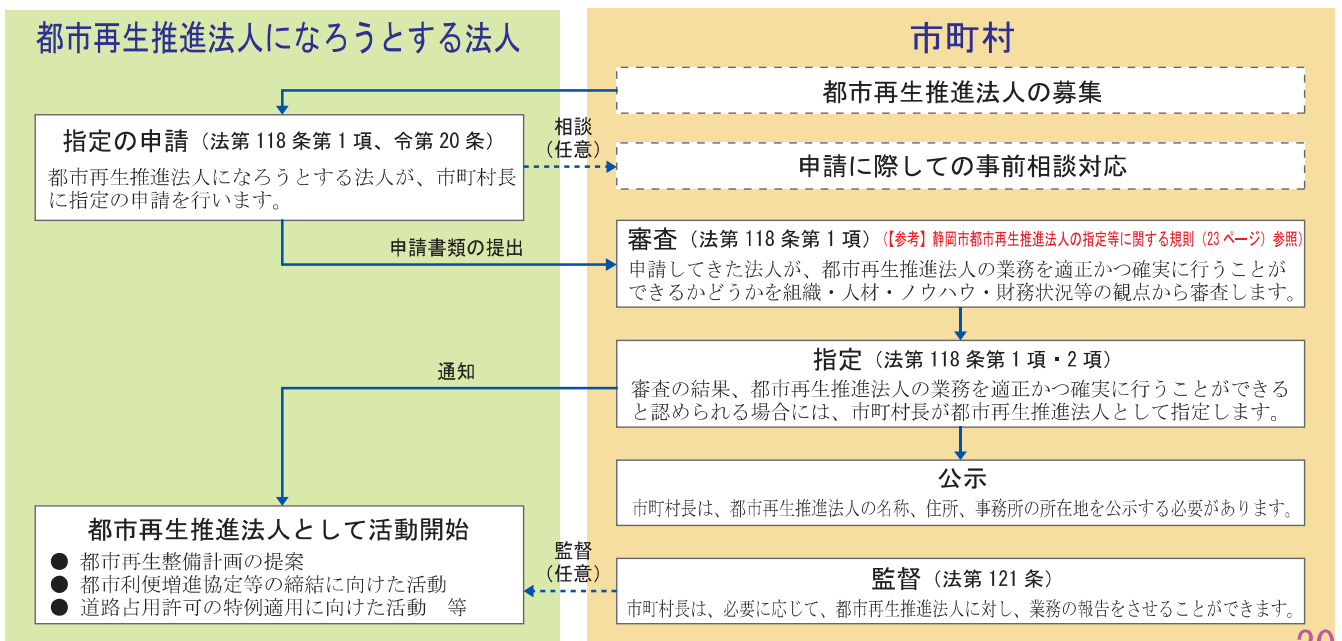 都市再生推進法人になろうとする法人
市町村
都市再生推進法人の募集
指定の申請（法第118条第1項、令第20条）
都市再生推進法人になろうとする法人が、市町村長
に指定の申請を行います。
相談
（任意）
申請に際しての事前相談対応
申請書類の提出
審査（法第118条第1項）（【参考】静岡市都市再生推進法人の指定等に関する規則（23ページ）参照）
申請してきた法人が、都市再生推進法人の業務を適正かつ確実に行うことが
できるかどうかを組織・人材・ノウハウ・財務状況等の観点から審査します。
指定（法第118条第1項・2項）
審査の結果、都市再生推進法人の業務を適正かつ確実に行うことができる
と認められる場合には、市町村長が都市再生推進法人として指定します。
通知
公示
市町村長は、都市再生推進法人の名称、住所、事務所の所在地を公示する必要があります。
都市再生推進法人として活動開始
● 都市再生整備計画の提案
● 都市利便増進協定等の締結に向けた活動
● 道路占用許可の特例適用に向けた活動　等
監督
（任意）
監督（法第121条）
市町村長は、必要に応じて、都市再生推進法人に対し、業務の報告をさせることができます。